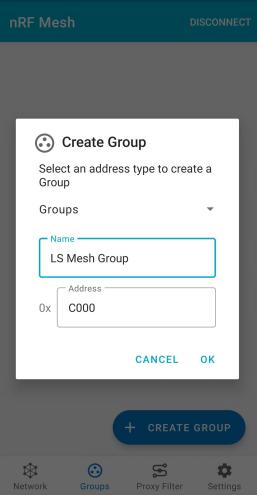 nRF Mesh
DISCONNECT
Create Group
Select an address type to create a
Group
Groups
Name
LS Mesh Group
Address
0x
C000
CANCEL
OK
+ CREATE GROUP
Network
Groups
Proxy Filter
Settings